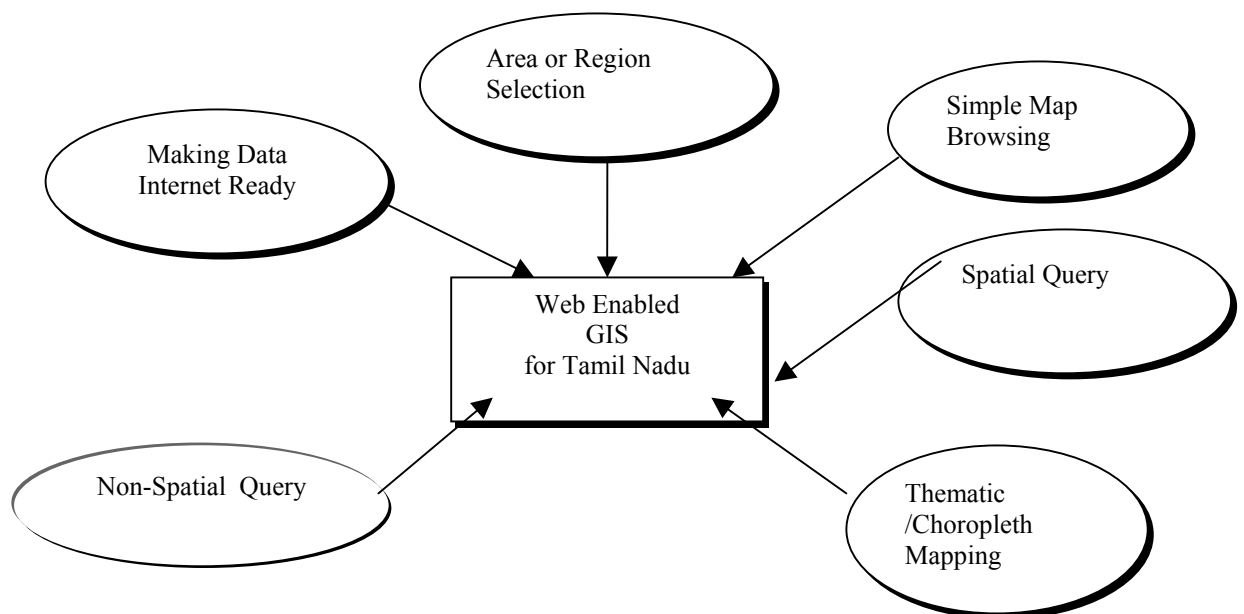 Area or Region
Selection
Simple Map
Browsing
Making Data
Internet Ready
Spatial Query
Web Enabled
GIS
for Tamil Nadu
Non-Spatial Query
Thematic
/Choropleth
Mapping